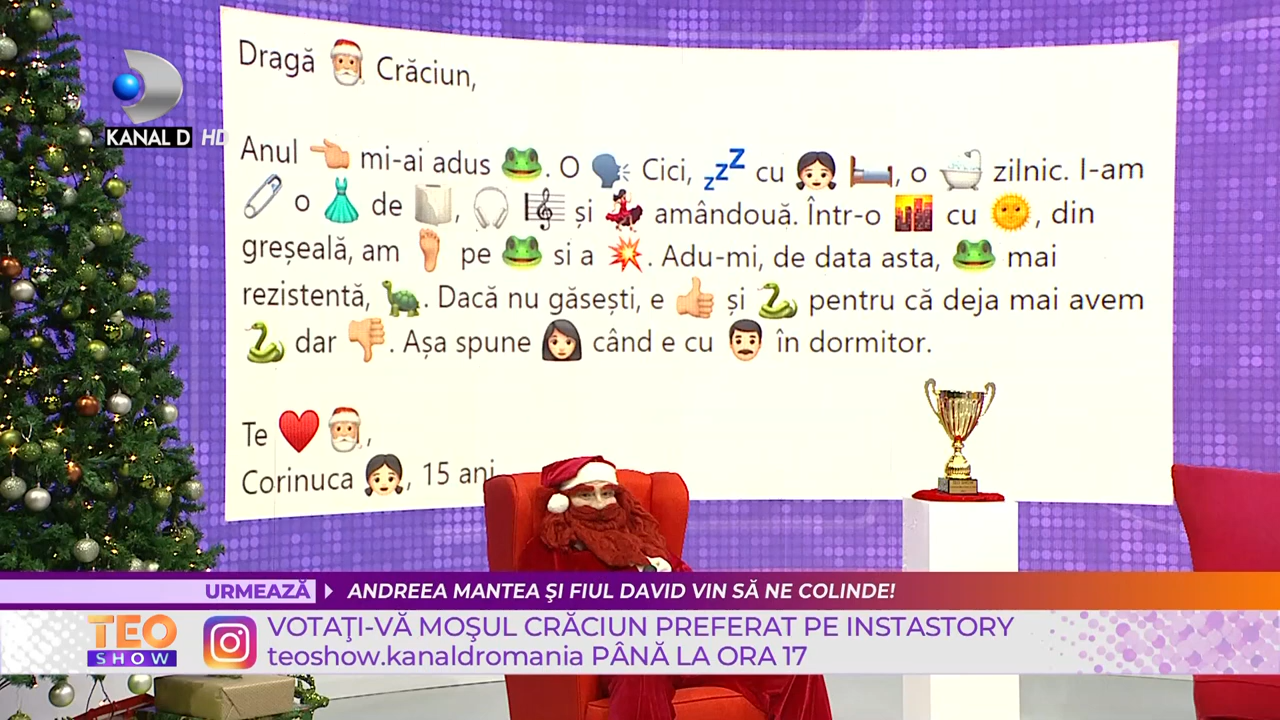 Dragă 🎅 Crăciun,
KANAL D HD
Anul 👈 mi-ai adus 🐸. O 🗣️ Cici, 💤 cu 👧 🛏️, o 🛁 zilnic. I-am
🧷 o 👗 de 🧻, 🎧 🎼 și 💃 amândouă. Într-o 🌇 cu 🌞, din
greșeală, am 🦶 pe 🐸 si a 💥. Adu-mi, de data asta, 🐸 mai
rezistentă, 🐢. Dacă nu găsești, e 👍 și 🐍 pentru că deja mai avem
🐍 dar 👎. Așa spune 👩 când e cu 👨 în dormitor.
Te ❤️ 🎅,
Corinuca 👧, 15 ani
URMEAZĂ ANDREEA MANTEA ŞI FIUL DAVID VIN SĂ NE COLINDE!
TEO
SHOW
VOTAŢI-VĂ MOŞUL CRĂCIUN PREFERAT PE INSTASTORY
teoshow.kanaldromania PÂNĂ LA ORA 17